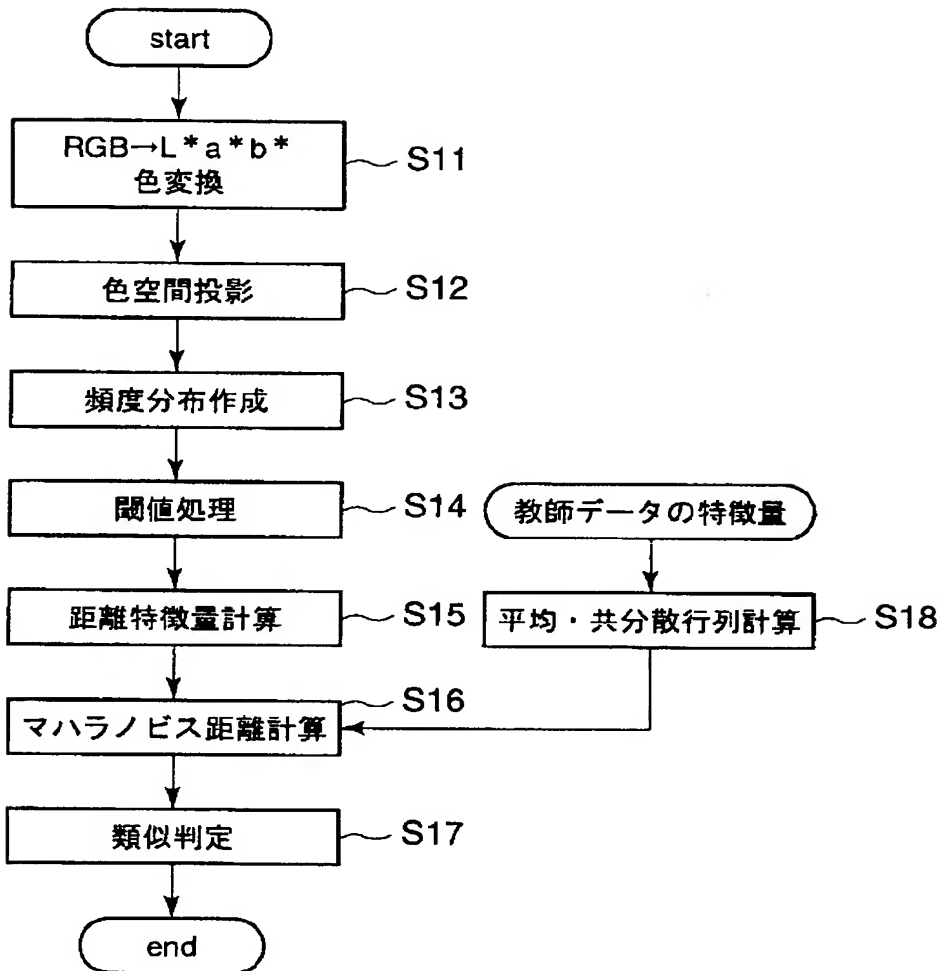 start
RGB→L*a*b*
色変換
S11
色空間投影
S12
頻度分布作成
S13
閾値処理
S14
教師データの特徴量
距離特徴量計算
S15
平均・共分散行列計算
S18
マハラノビス距離計算
S16
類似判定
S17
end